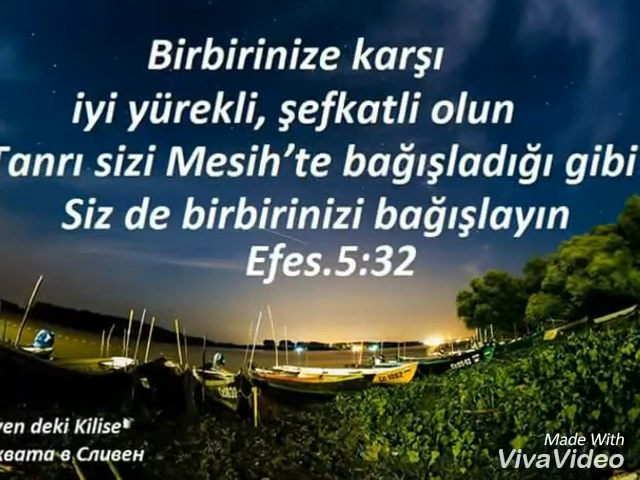 Birbirinize karşı
iyi yürekli, şefkatli olun
Tanrı sizi Mesih'te bağışladığı gibi
Siz de birbirinizi bağışlayın
Efes.5:32
deki Kilise
в Сливен
Made With
VivaVideo